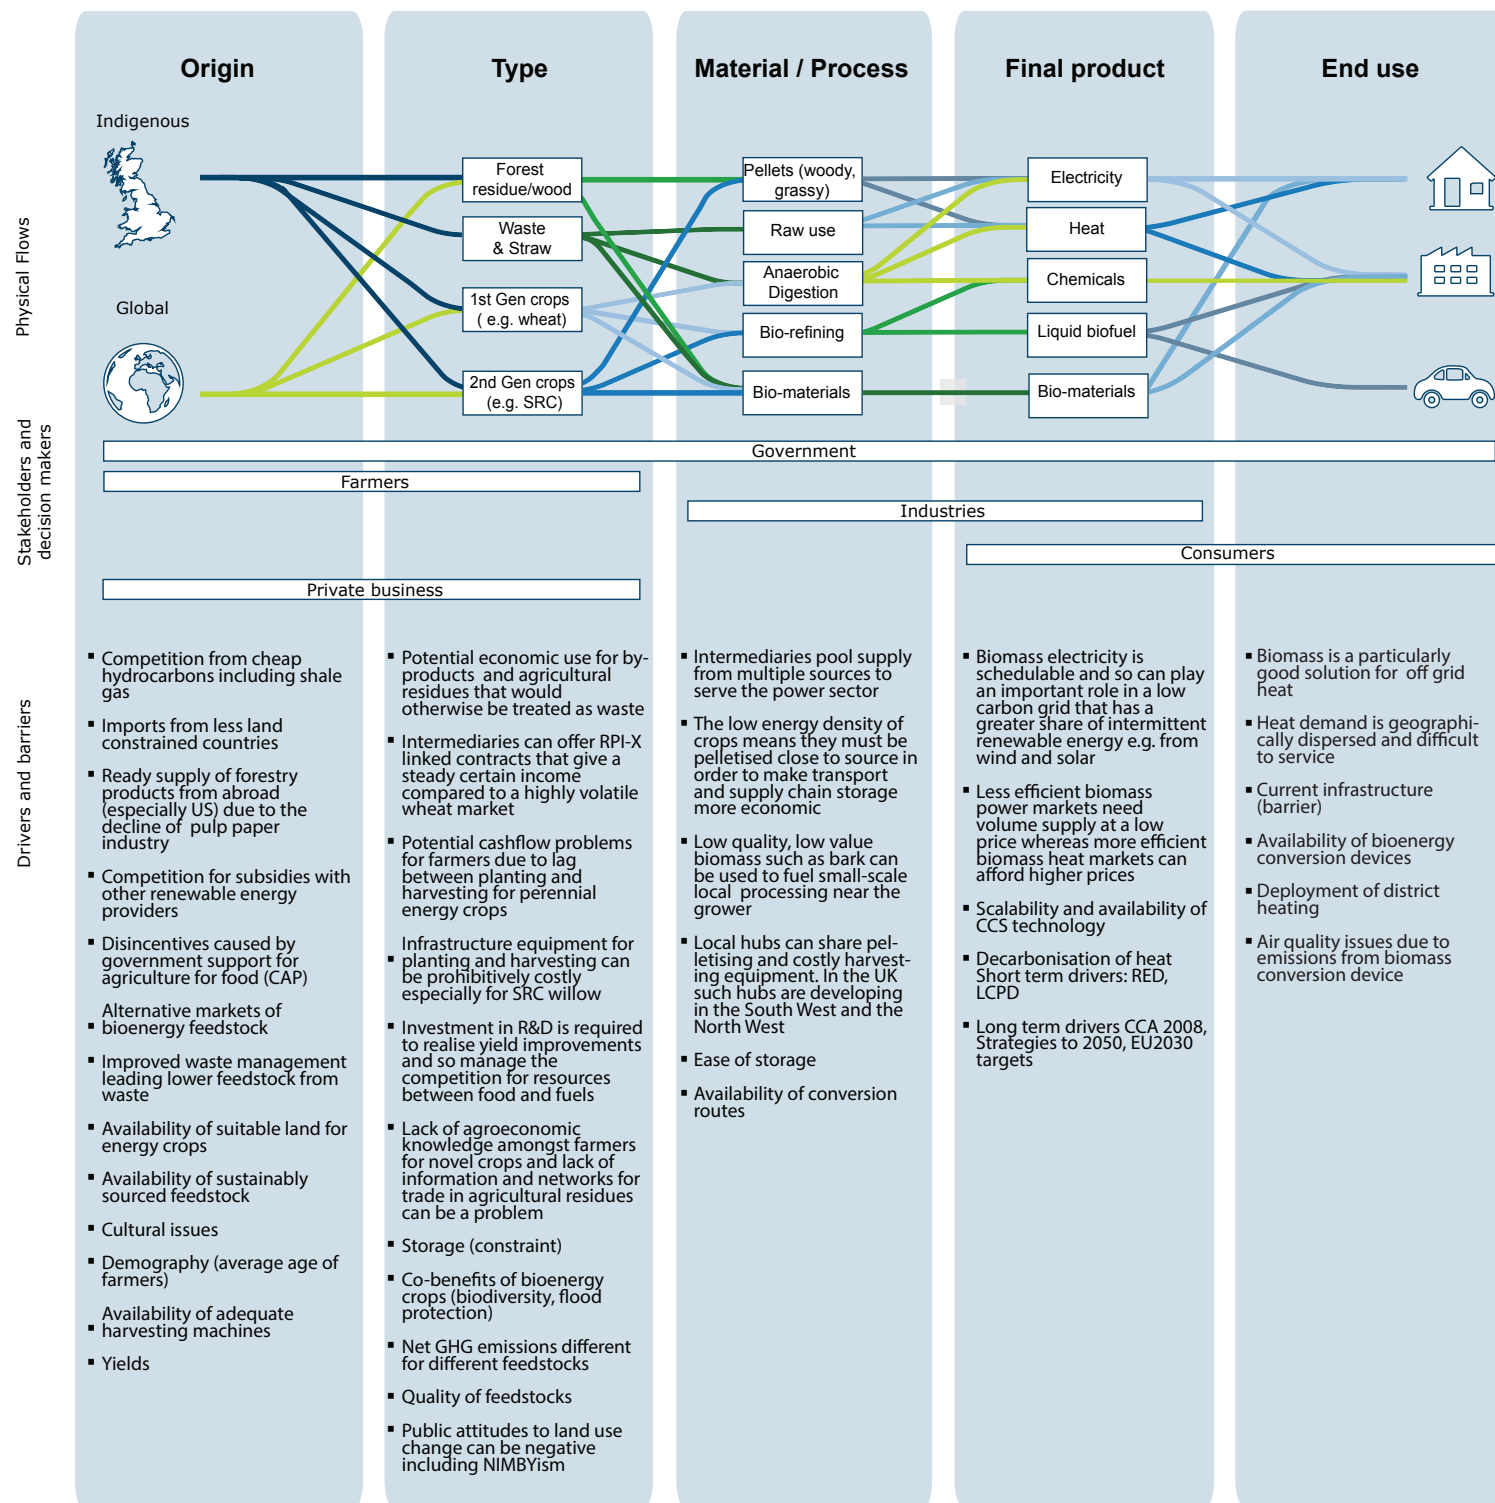 Origin
Type
Material / Process
Final product
End use
Physical Flows
Indigenous
Global
Forest
residue/wood
Waste
& Straw
1st Gen crops
( e.g. wheat)
2nd Gen crops
(e.g. SRC)
Pellets (woody,
grassy)
Raw use
Anaerobic
Digestion
Bio-refining
Bio-materials
Electricity
Heat
Chemicals
Liquid biofuel
Bio-materials
Stakeholders and
decision makers
Government
Farmers
Industries
Consumers
Private business
Drivers and barriers
▪ Competition from cheap
hydrocarbons including shale
gas
▪ Imports from less land
constrained countries
▪ Ready supply of forestry
products from abroad
(especially US) due to the
decline of pulp paper
industry
▪ Competition for subsidies with
other renewable energy
providers
▪ Disincentives caused by
government support for
agriculture for food (CAP)
Alternative markets of
▪ bioenergy feedstock
▪ Improved waste management
leading lower feedstock from
waste
▪ Availability of suitable land for
energy crops
▪ Availability of sustainably
sourced feedstock
▪ Cultural issues
▪ Demography (average age of
farmers)
Availability of adequate
▪ harvesting machines
▪ Yields
▪ Potential economic use for by-
products and agricultural
residues that would
otherwise be treated as waste
▪ Intermediaries can offer RPI-X
linked contracts that give a
steady certain income
compared to a highly volatile
wheat market
▪ Potential cashflow problems
for farmers due to lag
between planting and
harvesting for perennial
energy crops
Infrastructure equipment for
▪ planting and harvesting can
be prohibitively costly
especially for SRC willow
▪ Investment in R&D is required
to realise yield improvements
and so manage the
competition for resources
between food and fuels
▪ Lack of agroeconomic
knowledge amongst farmers
for novel crops and lack of
information and networks for
trade in agricultural residues
can be a problem
▪ Storage (constraint)
▪ Co-benefits of bioenergy
crops (biodiversity, flood
protection)
▪ Net GHG emissions different
for different feedstocks
▪ Quality of feedstocks
▪ Public attitudes to land use
change can be negative
including NIMBYism
▪ Intermediaries pool supply
from multiple sources to
serve the power sector
▪ The low energy density of
crops means they must be
pelletised close to source in
order to make transport
and supply chain storage
more economic
▪ Low quality, low value
biomass such as bark can
be used to fuel small-scale
local processing near the
grower
▪ Local hubs can share pel-
letising and costly harvest-
ing equipment. In the UK
such hubs are developing
in the South West and the
North West
▪ Ease of storage
▪ Availability of conversion
routes
▪ Biomass electricity is
schedulable and so can play
an important role in a low
carbon grid that has a
greater share of intermittent
renewable energy e.g. from
wind and solar
▪ Less efficient biomass
power markets need
volume supply at a low
price whereas more efficient
biomass heat markets can
afford higher prices
▪ Scalability and availability of
CCS technology
▪ Decarbonisation of heat
Short term drivers: RED,
LCPD
▪ Long term drivers CCA 2008,
Strategies to 2050, EU2030
targets
▪ Biomass is a particularly
good solution for off grid
heat
▪ Heat demand is geographi-
cally dispersed and difficult
to service
▪ Current infrastructure
(barrier)
▪ Availability of bioenergy
conversion devices
▪ Deployment of district
heating
▪ Air quality issues due to
emissions from biomass
conversion device